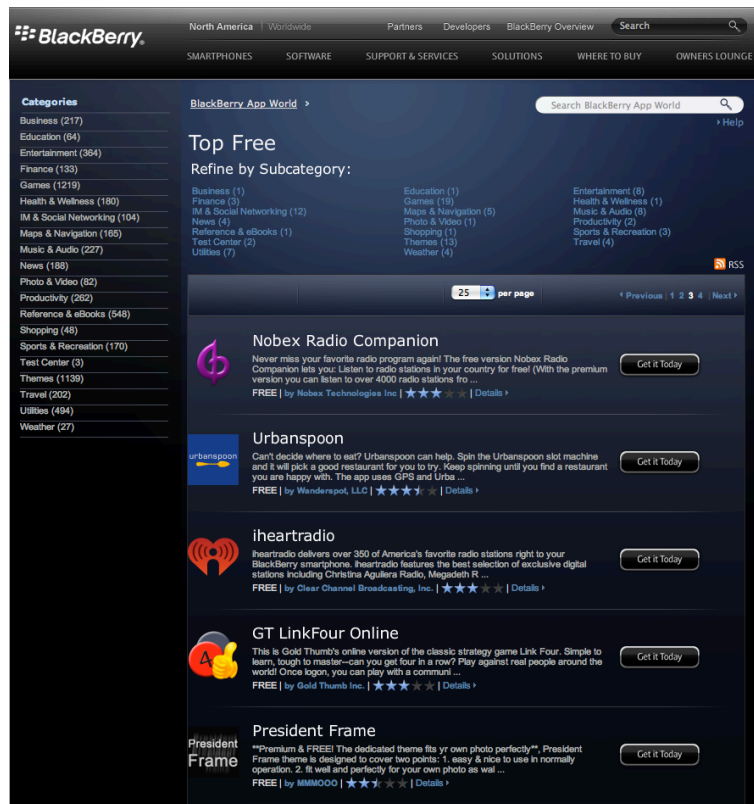 BlackBerry®
North America | Worldwide
Partners Developers BlackBerry Overview Search
SMARTPHONES SOFTWARE SUPPORT & SERVICES SOLUTIONS WHERE TO BUY OWNERS LOUNGE
Categories
Business (217)
Education (64)
Entertainment (364)
Finance (133)
Games (1219)
Health & Wellness (180)
IM & Social Networking (104)
Maps & Navigation (165)
Music & Audio (227)
News (188)
Photo & Video (82)
Productivity (262)
Reference & eBooks (548)
Shopping (48)
Sports & Recreation (170)
Test Center (3)
Themes (1139)
Travel (202)
Utilities (494)
Weather (27)
BlackBerry App World >
Search BlackBerry App World
Help
Top Free
Refine by Subcategory:
Business (1) Education (1) Entertainment (8)
Finance (3) Games (19) Health & Wellness (1)
IM & Social Networking (12) Maps & Navigation (5) Music & Audio (8)
News (4) Photo & Video (1) Productivity (2)
Reference & eBooks (1) Shopping (1) Sports & Recreation (3)
Test Center (2) Themes (13) Travel (4)
Utilities (7) Weather (4)
RSS
25 per page
Previous | 1 2 3 4 | Next
Nobex Radio Companion
Never miss your favorite radio program again! The free version Nobex Radio
Companion lets you: Listen to radio stations in your country for free! (With the premium
version you can listen to over 4000 radio stations fro ...
FREE | by Nobex Technologies Inc | Details
Get it Today
urbanspoon
Urbanspoon
Can't decide where to eat? Urbanspoon can help. Spin the Urbanspoon slot machine
and it will pick a good restaurant for you to try. Keep spinning until you find a restaurant
you are happy with. The app uses GPS and Urba ...
FREE | by Wanderspot, LLC | Details
Get it Today
iheartradio
iheartradio delivers over 350 of America's favorite radio stations right to your
BlackBerry smartphone. iheartradio features the best selection of exclusive digital
stations including Christina Aguilera Radio, Megadeth R ...
FREE | by Clear Channel Broadcasting, Inc. | Details
Get it Today
4
GT LinkFour Online
This is Gold Thumb's online version of the classic strategy game Link Four. Simple to
learn, tough to master--can you get four in a row? Play against real people around the
world! Once logon, you can play with a communi ...
FREE | by Gold Thumb Inc. | Details
Get it Today
President
Frame
President Frame
**Premium & FREE! The dedicated theme fits yr own photo perfectly**, President
Frame theme is designed to cover two points: 1. easy & nice to use in normally
operation. 2. fit well and perfectly for your own photo as wal ...
FREE | by MMMOOO | Details
Get it Today